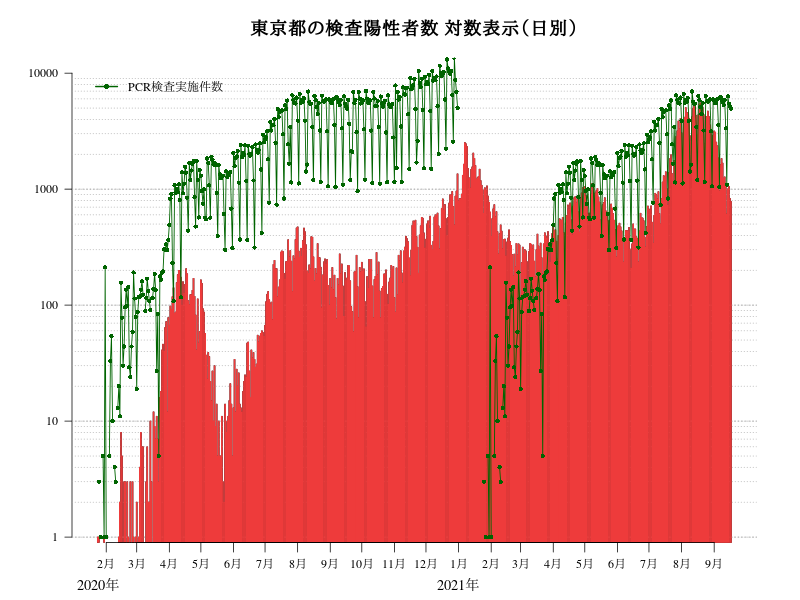 東京都の検査陽性者数 対数表示（日別）
10000
PCR検査実施件数
1000
100
10
1
2月 3月 4月 5月 6月 7月 8月 9月 10月 11月 12月 1月 2月 3月 4月 5月 6月 7月 8月 9月
2020年 2021年